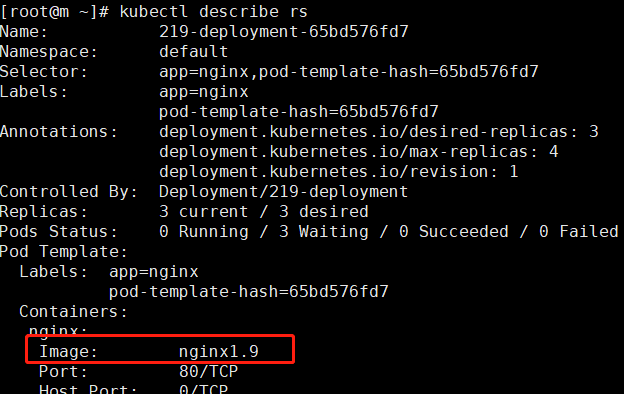 [root@m ~]# kubectl describe rs
Name:           219-deployment-65bd576fd7
Namespace:      default
Selector:       app=nginx,pod-template-hash=65bd576fd7
Labels:         app=nginx
                pod-template-hash=65bd576fd7
Annotations:    deployment.kubernetes.io/desired-replicas: 3
                deployment.kubernetes.io/max-replicas: 4
                deployment.kubernetes.io/revision: 1
Controlled By:  Deployment/219-deployment
Replicas:       3 current / 3 desired
Pods Status:    0 Running / 3 Waiting / 0 Succeeded / 0 Failed
Pod Template:
  Labels:  app=nginx
           pod-template-hash=65bd576fd7
  Containers:
   nginx:
    Image:        nginx1.9
    Port:         80/TCP
    Host Port:    0/TCP